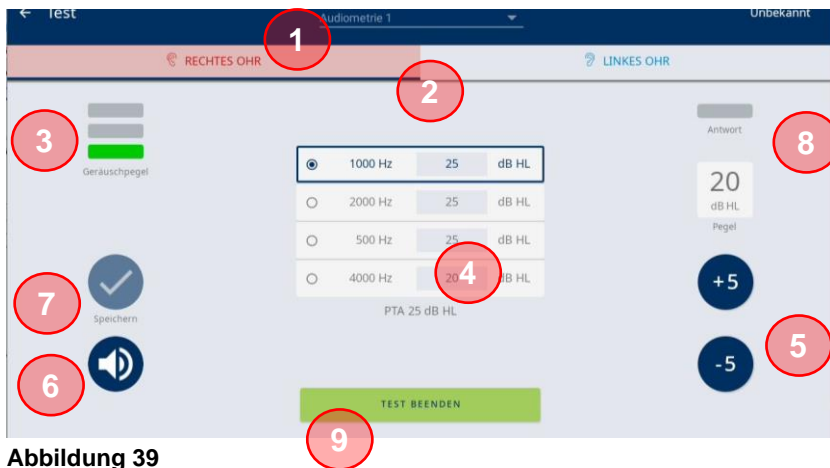 ← Test Audiometrie 1 Unbekannt
1
RECHTES OHR LINKES OHR
2
3 Geräuschpegel
Antwort 8
1000 Hz 25 dB HL
2000 Hz 25 dB HL
500 Hz 25 dB HL
4000 Hz 20 dB HL
4
PTA 25 dB HL
20
dB HL
Pegel
7 Speichern
+5
6
-5 5
TEST BEENDEN
9
Abbildung 39